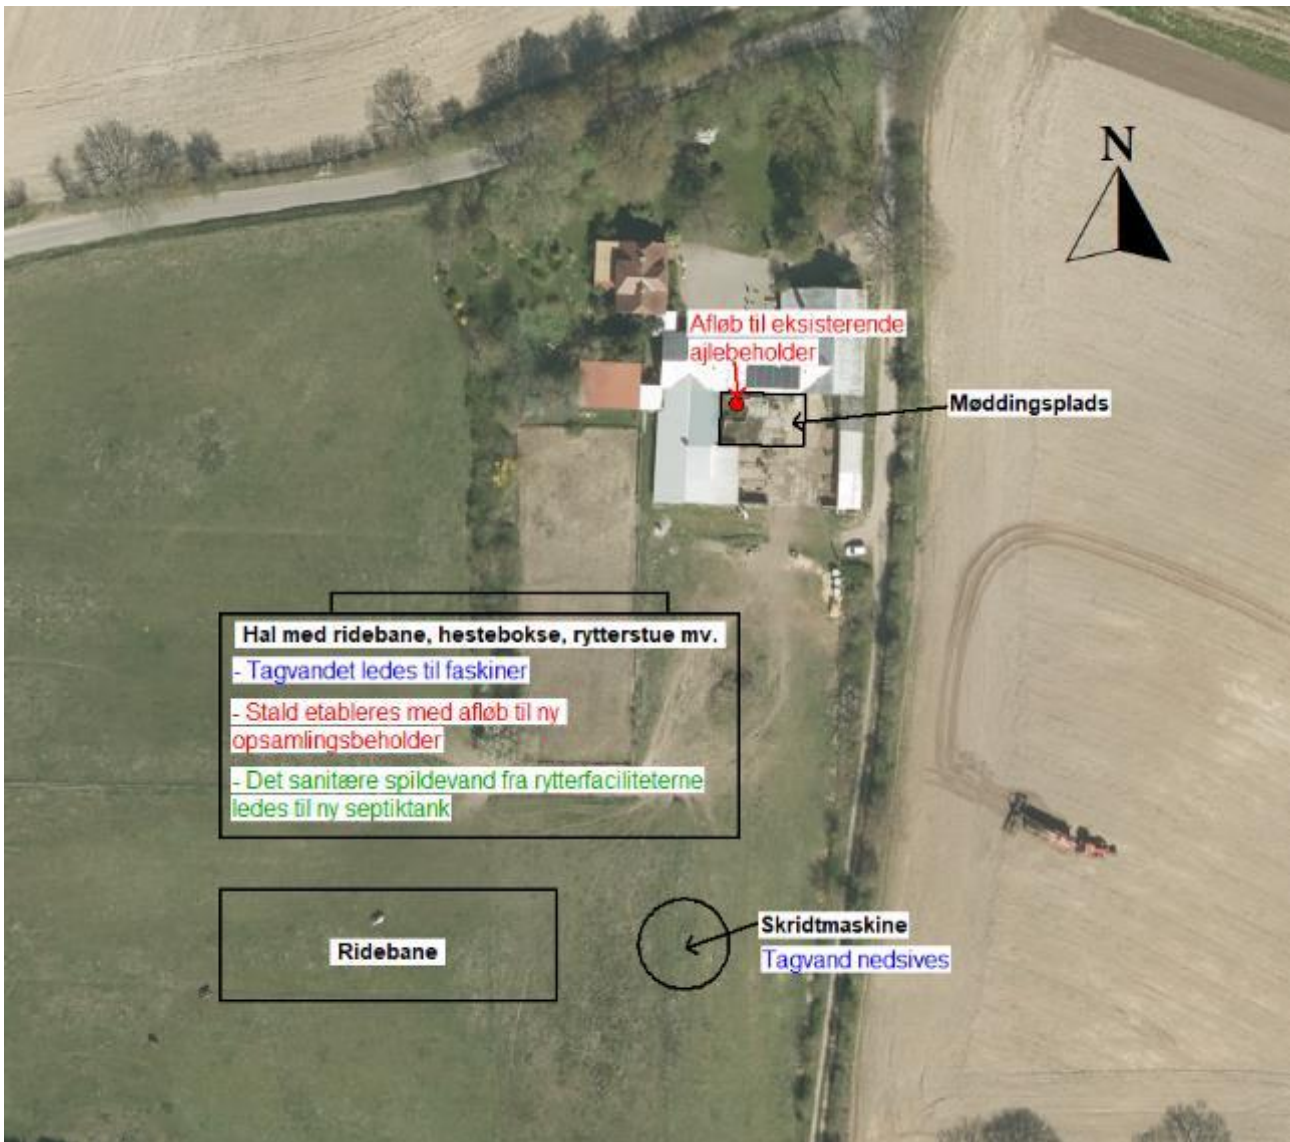 N
Afløb til eksisterende
ajlebeholder
Møddingsplads
Hal med ridebane, hestebokse, rytterstue mv.
- Tagvandet ledes til faskiner
- Stald etableres med afløb til ny
opsamlingsbeholder
- Det sanitære spildevand fra rytterfaciliteterne
ledes til ny septiktank
Ridebane
Skridtmaskine
Tagvand nedsives